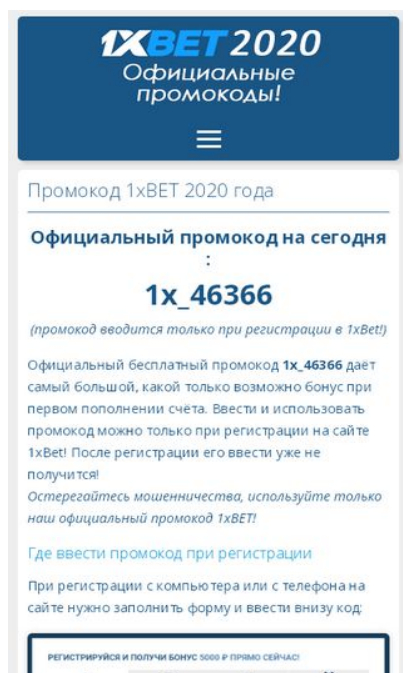 1XBET 2020
Официальные
промокоды!
Промокод 1xBET 2020 года
Официальный промокод на сегодня
:
1x_46366
(промокод вводится только при регистрации в 1xBet!)
Официальный бесплатный промокод 1x_46366 даёт
самый большой, какой только возможно бонус при
первом пополнении счёта. Ввести и использовать
промокод можно только при регистрации на сайте
1xBet! После регистрации его ввести уже не
получится!
Остерегайтесь мошенничества, используйте только
наш официальный промокод 1xBET!
Где ввести промокод при регистрации
При регистрации с компьютера или с телефона на
сайте нужно заполнить форму и ввести внизу код:
РЕГИСТРИРУЙСЯ И ПОЛУЧИ БОНУС 5000 ₽ ПРЯМО СЕЙЧАС!